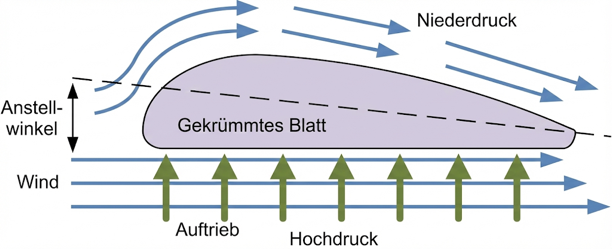 Niederdruck
Anstell-
winkel
Gekrümmtes Blatt
Wind
Auftrieb
Hochdruck